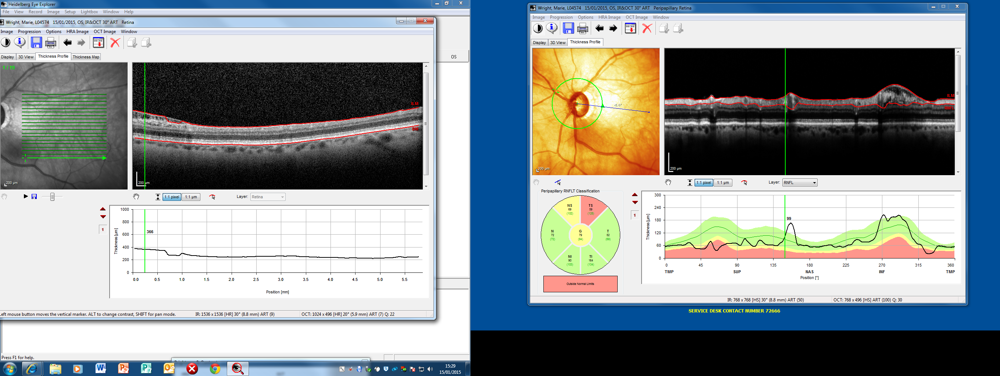 Heidelberg Eye Explorer
File View Record Image Setup Lightbox Window Help
Wright, Marie, L04574 15/01/2015, OS, IR&OCT 30° ART Retina
Image Progression Options HRA Image OCT Image Window
Display 3D View Thickness Profile Thickness Map
OS
1 / 19
ILM
BM
200 µm
200 µm
1:1 pixel 1:1 µm Layer: Retina
1
Thickness [µm]
1000
800
600
400
200
0
366
0.0 0.5 1.0 1.5 2.0 2.5 3.0 3.5 4.0 4.5 5.0 5.5
Position [mm]
Left mouse button moves the vertical marker. ALT to change contrast, SHIFT for pan mode. IR: 1536 x 1536 [HR] 30° (8.8 mm) ART (9) OCT: 1024 x 496 [HR] 20° (5.9 mm) ART (7) Q: 22
Press F1 for help.
15:29
15/01/2015
Wright, Marie, L04574 15/01/2015, OS, IR&OCT 30° ART Peripapillary Retina
Image Progression Options HRA Image OCT Image Window
Display 3D View Thickness Profile
200 µm
ILM
RNFL
200 µm
1:1 pixel 1:1 µm Layer: RNFL
Peripapillary RNFLT Classification
NS
69
(102)
TS
59
(128)
N
72
(72)
G
79
(94)
T
52
(69)
NI
90
(103)
TI
164
(134)
Outside Normal Limits
1
Thickness [µm]
300
240
180
120
60
0
99
0 45 90 135 180 225 270 315 360
TMP SUP NAS INF TMP
Position [°]
IR: 768 x 768 [HS] 30° (8.8 mm) ART (50) OCT: 768 x 496 [HS] ART (100) Q: 30
SERVICE DESK CONTACT NUMBER 72666